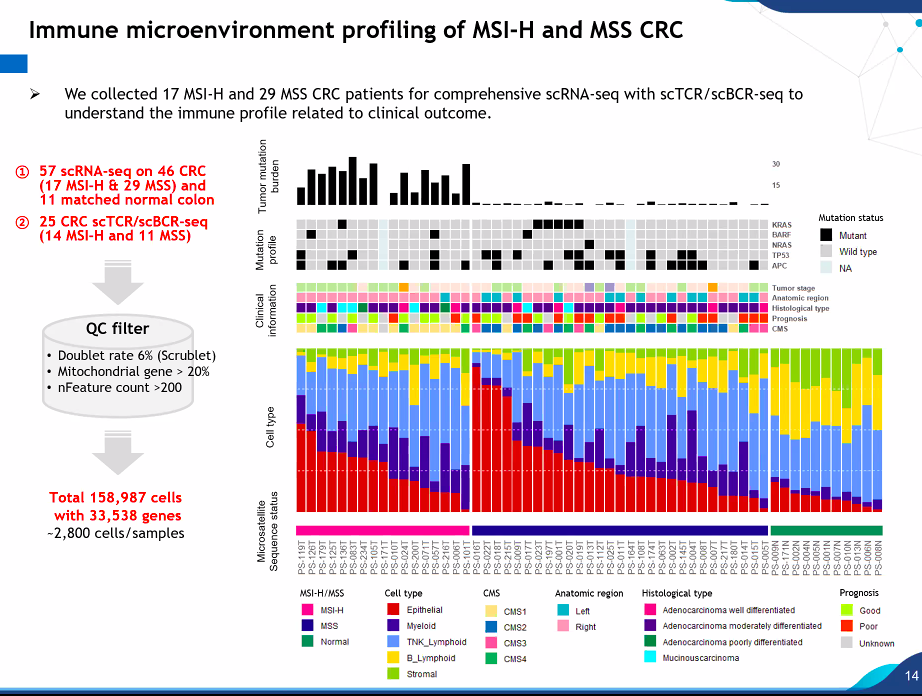 Immune microenvironment profiling of MSI-H and MSS CRC
➢ We collected 17 MSI-H and 29 MSS CRC patients for comprehensive scRNA-seq with scTCR/scBCR-seq to
understand the immune profile related to clinical outcome.
① 57 scRNA-seq on 46 CRC
(17 MSI-H & 29 MSS) and
11 matched normal colon
② 25 CRC scTCR/scBCR-seq
(14 MSI-H and 11 MSS)
QC filter
• Doublet rate 6% (Scrublet)
• Mitochondrial gene > 20%
• nFeature count >200
Total 158,987 cells
with 33,538 genes
~2,800 cells/samples
Tumor mutation
burden
30
15
Mutation
profile
KRAS
BARF
NRAS
TP53
APC
Mutation status
Mutant
Wild type
NA
Clinical
information
Tumor stage
Anatomic region
Histological type
Prognosis
CMS
Cell type
Microsatellite
Sequence status
PS-119T
PS-126T
PS-179T
PS-125T
PS-136T
PS-083T
PS-234T
PS-105T
PS-171T
PS-010T
PS-024T
PS-200T
PS-071T
PS-057T
PS-216T
PS-006T
PS-101T
PS-016T
PS-022T
PS-018T
PS-215T
PS-009T
PS-017T
PS-023T
PS-197T
PS-001T
PS-020T
PS-019T
PS-013T
PS-112T
PS-025T
PS-011T
PS-164T
PS-108T
PS-174T
PS-063T
PS-002T
PS-145T
PS-004T
PS-008T
PS-007T
PS-217T
PS-180T
PS-014T
PS-015T
PS-005T
PS-009N
PS-171N
PS-002N
PS-004N
PS-005N
PS-001N
PS-007N
PS-010N
PS-013N
PS-006N
PS-008N
MSI-H/MSS
MSI-H
MSS
Normal
Cell type
Epithelial
Myeloid
TNK_Lymphoid
B_Lymphoid
Stromal
CMS
CMS1
CMS2
CMS3
CMS4
Anatomic region
Left
Right
Histological type
Adenocarcinoma well differentiated
Adenocarcinoma moderately differentiated
Adenocarcinoma poorly differentiated
Mucinouscarcinoma
Prognosis
Good
Poor
Unknown
14